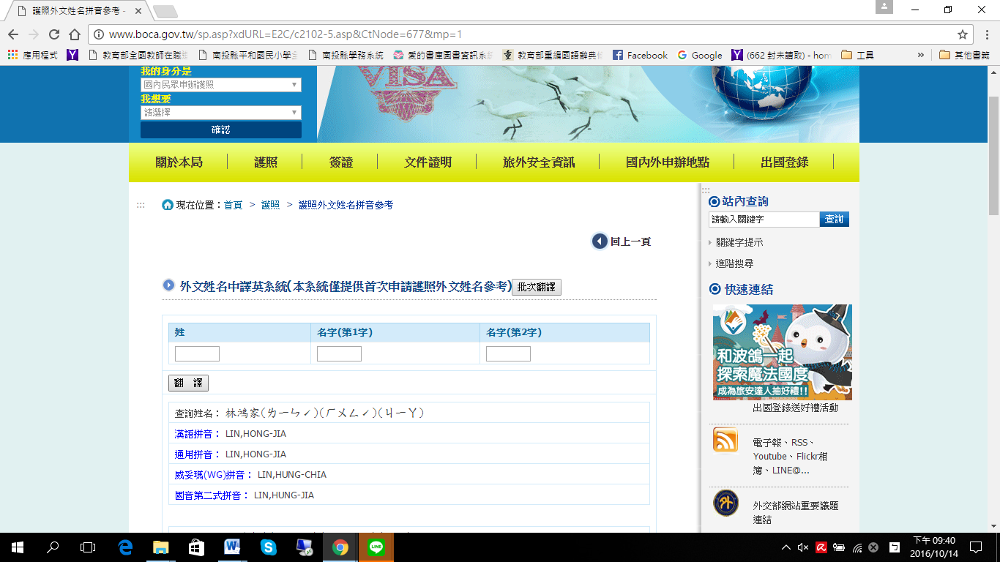 護照外文姓名拼音參考 -
www.boca.gov.tw/sp.asp?xdURL=E2C/c2102-5.asp&CtNode=677&mp=1
應用程式
教育部全國教師在職進
南投縣平和國民小學全
南投縣學務系統
愛的書庫圖書資訊系統
教育部重編國語辭典修
Facebook
Google
(662 封未讀取) - hom
工具
»
其他書籤
我的身分是
國內民眾申辦護照
我想要
請選擇
確認
VISA
關於本局
護照
簽證
文件證明
旅外安全資訊
國內外申辦地點
出國登錄
:::
現在位置：首頁 > 護照 > 護照外文姓名拼音參考
回上一頁
外文姓名中譯英系統(本系統僅提供首次申請護照外文姓名參考)
批次翻譯
姓
名字(第1字)
名字(第2字)
翻 譯
查詢姓名： 林鴻家(ㄌㄧㄣˊ)(ㄏㄨㄥˊ)(ㄐㄧㄚ)
漢語拼音： LIN,HONG-JIA
通用拼音： LIN,HONG-JIA
威妥瑪(WG)拼音： LIN,HUNG-CHIA
國音第二式拼音： LIN,HUNG-JIA
:::
站內查詢
請輸入關鍵字
查詢
關鍵字提示
進階搜尋
快速連結
和波鴿一起
探索魔法國度
成為旅安達人抽好禮!!
出國登錄送好禮活動
電子報、RSS、
Youtube、Flickr相
簿、LINE@...
外交部網站重要議題
連結
下午 09:40
2016/10/14